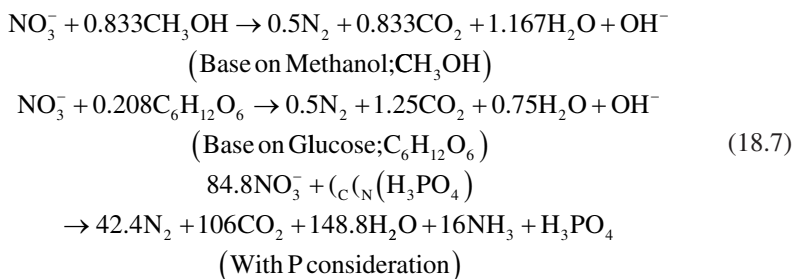 NO₃⁻ + 0.833CH₃OH → 0.5N₂ + 0.833CO₂ + 1.167H₂O + OH⁻
(Base on Methanol;CH₃OH)
NO₃⁻ + 0.208C₆H₁₂O₆ → 0.5N₂ + 1.25CO₂ + 0.75H₂O + OH⁻
(Base on Glucose;C₆H₁₂O₆) (18.7)
84.8NO₃⁻ + (C(N(H₃PO₄)
→ 42.4N₂ + 106CO₂ + 148.8H₂O + 16NH₃ + H₃PO₄
(With P consideration)